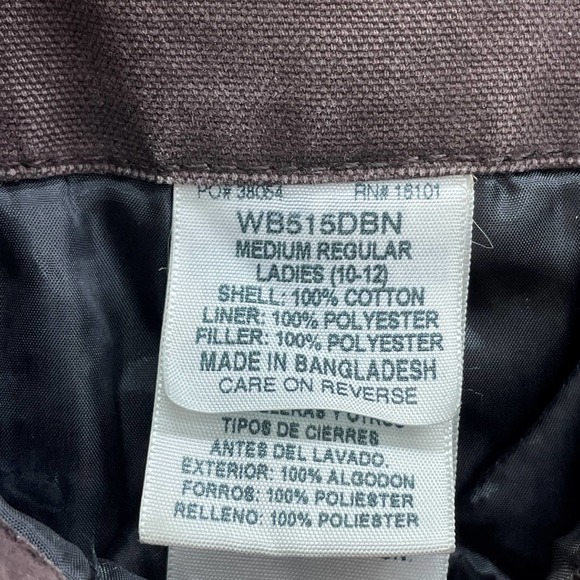 PO# 38054 RN# 18101
WB515DBN
MEDIUM REGULAR
LADIES (10-12)
SHELL: 100% COTTON
LINER: 100% POLYESTER
FILLER: 100% POLYESTER
MADE IN BANGLADESH
CARE ON REVERSE
Y OTROS
TIPOS DE CIERRES
ANTES DEL LAVADO.
EXTERIOR: 100% ALGODON
FORROS: 100% POLIESTER
RELLENO: 100% POLIESTER